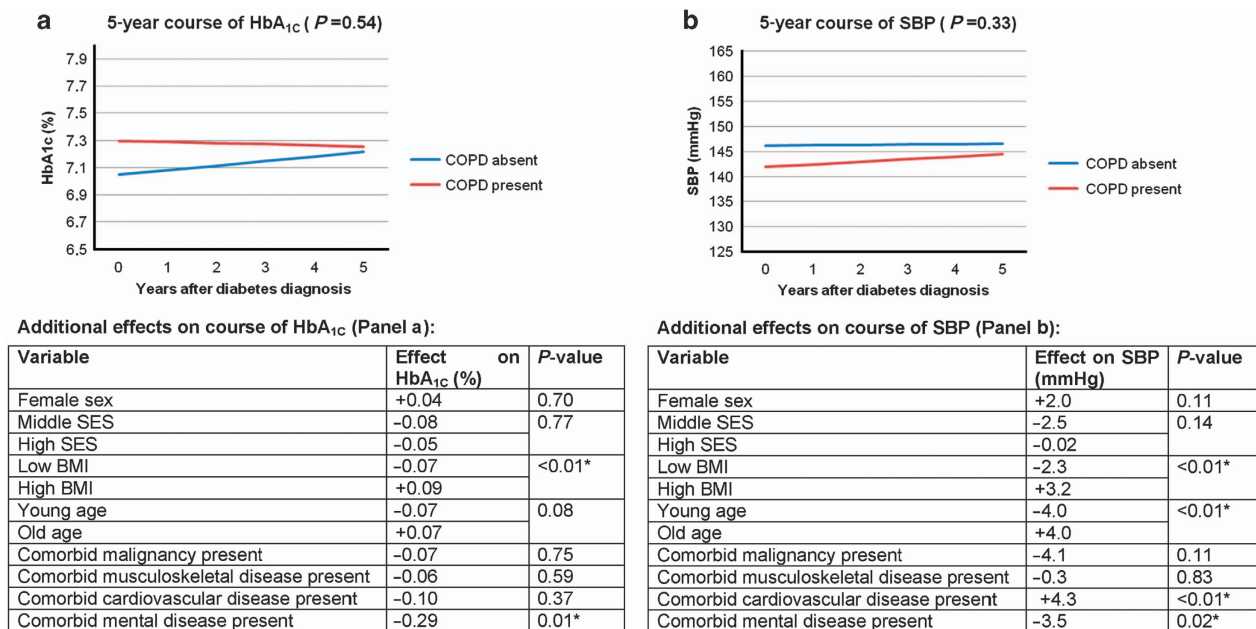 a 5-year course of HbA1C ( P =0.54)
7.9
7.7
7.5
7.3
7.1
6.9
6.7
6.5
HbA1c (%)
0 1 2 3 4 5
Years after diabetes diagnosis
COPD absent
COPD present
b 5-year course of SBP ( P =0.33)
165
160
155
150
145
140
135
130
125
SBP (mmHg)
0 1 2 3 4 5
Years after diabetes diagnosis
COPD absent
COPD present
Additional effects on course of HbA1C (Panel a):
Variable Effect on P-value
HbA1C (%)
Female sex +0.04 0.70
Middle SES −0.08 0.77
High SES −0.05
Low BMI −0.07 <0.01*
High BMI +0.09
Young age −0.07 0.08
Old age +0.07
Comorbid malignancy present −0.07 0.75
Comorbid musculoskeletal disease present −0.06 0.59
Comorbid cardiovascular disease present −0.10 0.37
Comorbid mental disease present −0.29 0.01*
Additional effects on course of SBP (Panel b):
Variable Effect on SBP P-value
(mmHg)
Female sex +2.0 0.11
Middle SES −2.5 0.14
High SES −0.02
Low BMI −2.3 <0.01*
High BMI +3.2
Young age −4.0 <0.01*
Old age +4.0
Comorbid malignancy present −4.1 0.11
Comorbid musculoskeletal disease present −0.3 0.83
Comorbid cardiovascular disease present +4.3 <0.01*
Comorbid mental disease present −3.5 0.02*